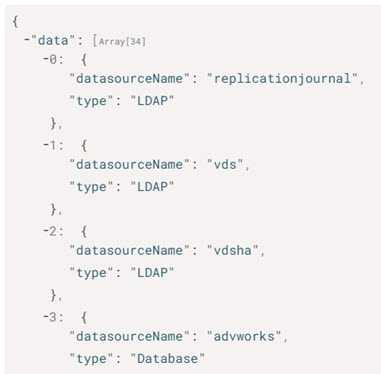 {
-"data": [Array[34]
-0: {
"datasourceName": "replicationjournal",
"type": "LDAP"
},
-1: {
"datasourceName": "vds",
"type": "LDAP"
},
-2: {
"datasourceName": "vdsha",
"type": "LDAP"
},
-3: {
"datasourceName": "advworks",
"type": "Database"